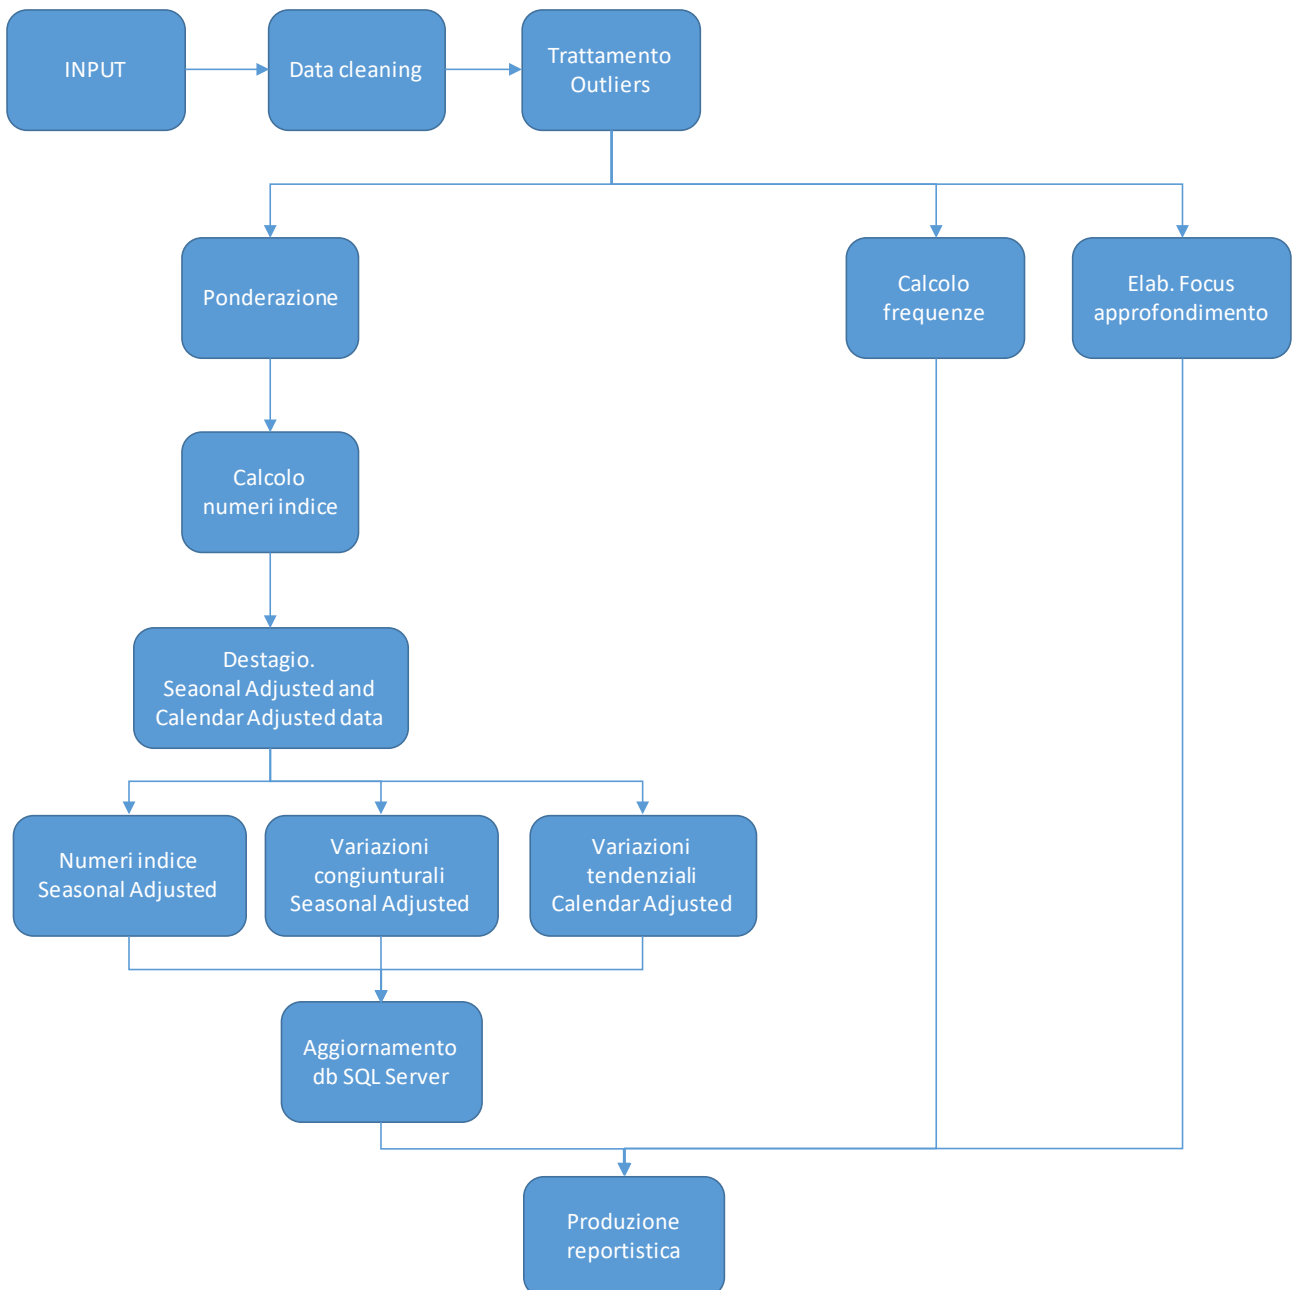 INPUT
Data cleaning
Trattamento
Outliers
Ponderazione
Calcolo
frequenze
Elab. Focus
approfondimento
Calcolo
numeri indice
Destagio.
Seaonal Adjusted and
Calendar Adjusted data
Numeri indice
Seasonal Adjusted
Variazioni
congiunturali
Seasonal Adjusted
Variazioni
tendenziali
Calendar Adjusted
Aggiornamento
db SQL Server
Produzione
reportistica